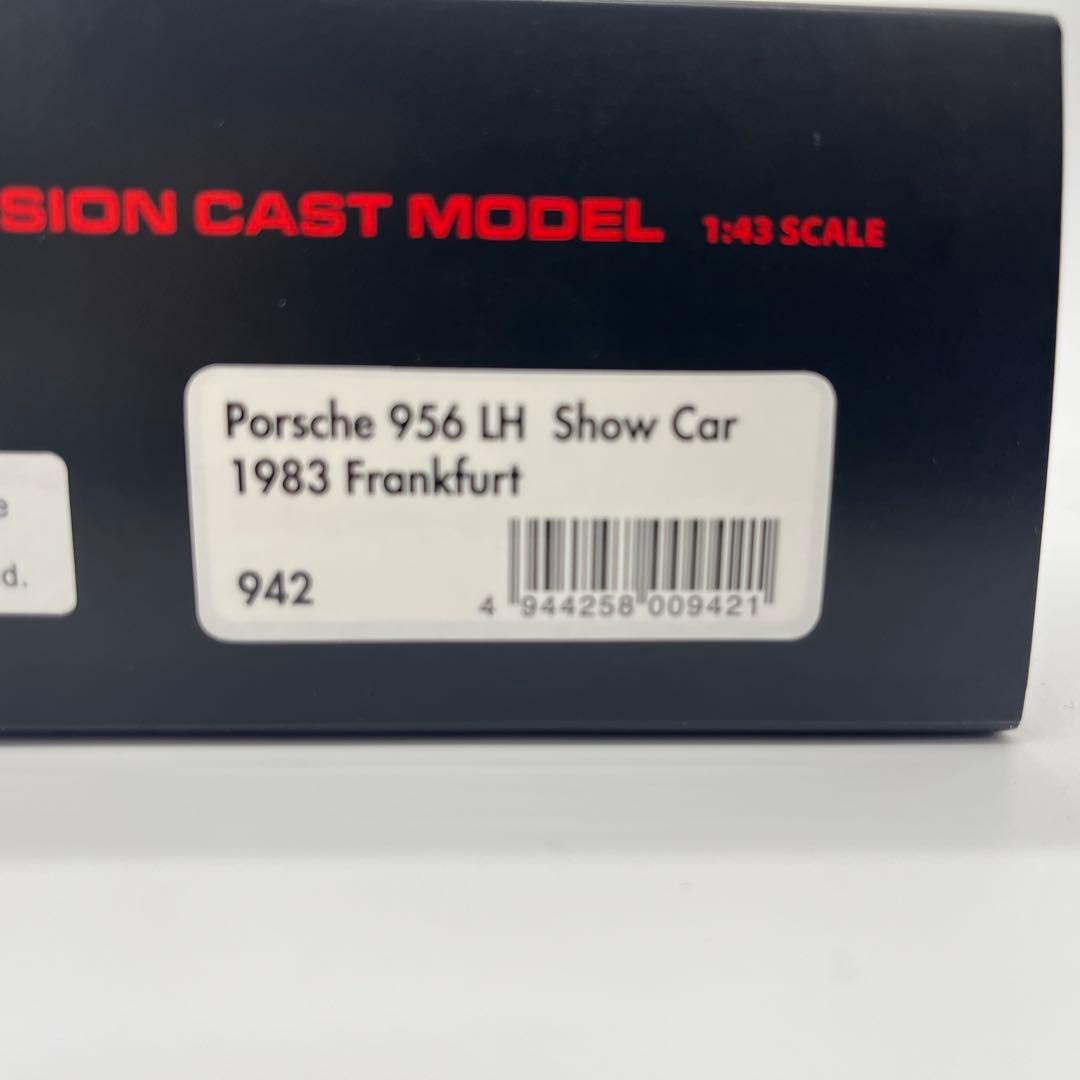 SION CAST MODEL 1:43 SCALE
Porsche 956 LH Show Car
1983 Frankfurt
e
d.
942
4 944258 009421